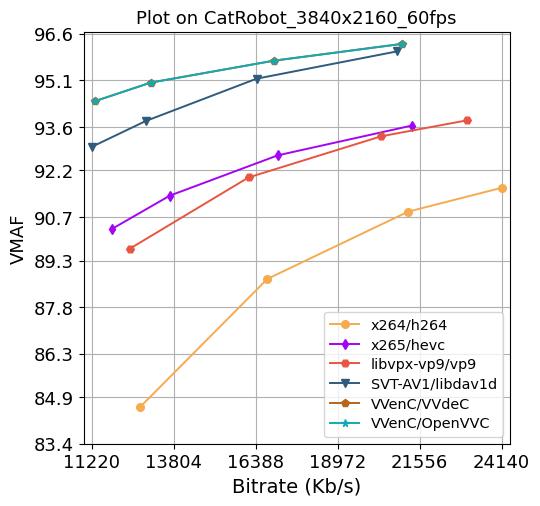 Plot on CatRobot_3840x2160_60fps
96.6
95.1
93.6
92.2
90.7
89.3
87.8
86.3
84.9
83.4
VMAF
x264/h264
x265/hevc
libvpx-vp9/vp9
SVT-AV1/libdav1d
VVenC/VVdeC
VVenC/OpenVVC
11220 13804 16388 18972 21556 24140
Bitrate (Kb/s)